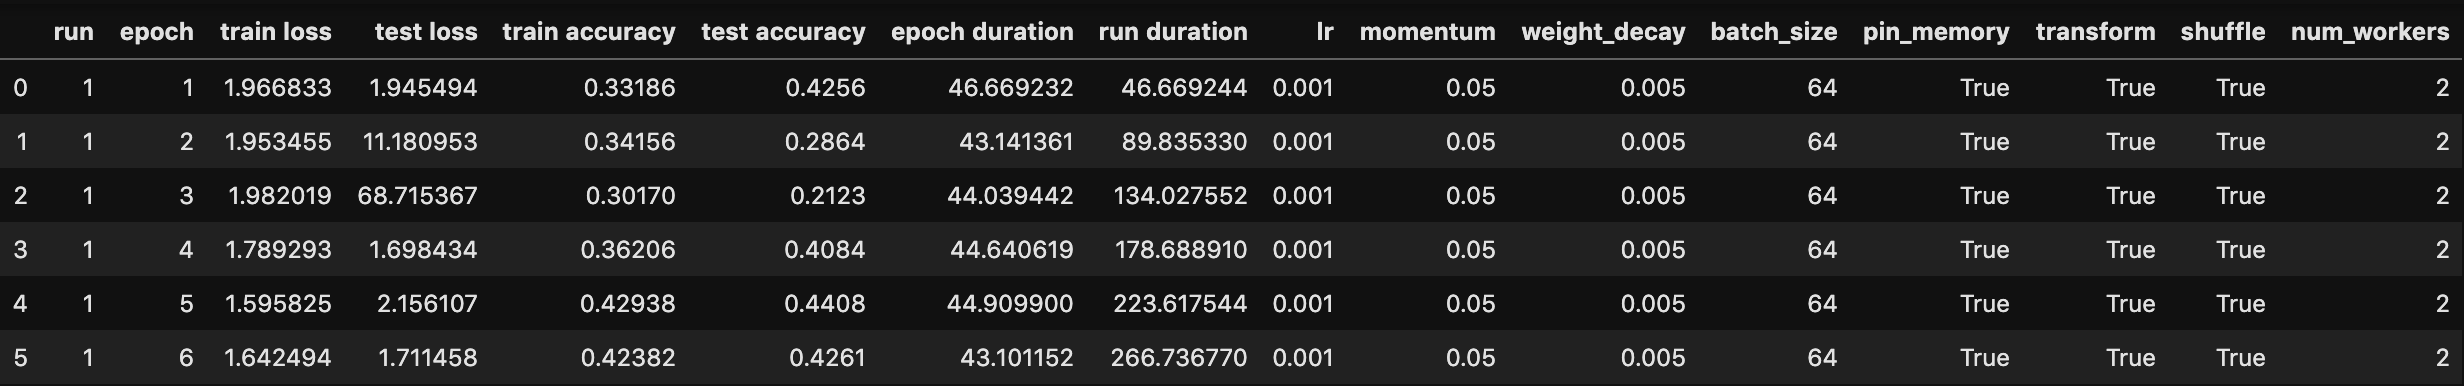 run epoch train loss test loss train accuracy test accuracy epoch duration run duration lr momentum weight_decay batch_size pin_memory transform shuffle num_workers
0 1 1 1.966833 1.945494 0.33186 0.4256 46.669232 46.669244 0.001 0.05 0.005 64 True True True 2
1 1 2 1.953455 11.180953 0.34156 0.2864 43.141361 89.835330 0.001 0.05 0.005 64 True True True 2
2 1 3 1.982019 68.715367 0.30170 0.2123 44.039442 134.027552 0.001 0.05 0.005 64 True True True 2
3 1 4 1.789293 1.698434 0.36206 0.4084 44.640619 178.688910 0.001 0.05 0.005 64 True True True 2
4 1 5 1.595825 2.156107 0.42938 0.4408 44.909900 223.617544 0.001 0.05 0.005 64 True True True 2
5 1 6 1.642494 1.711458 0.42382 0.4261 43.101152 266.736770 0.001 0.05 0.005 64 True True True 2